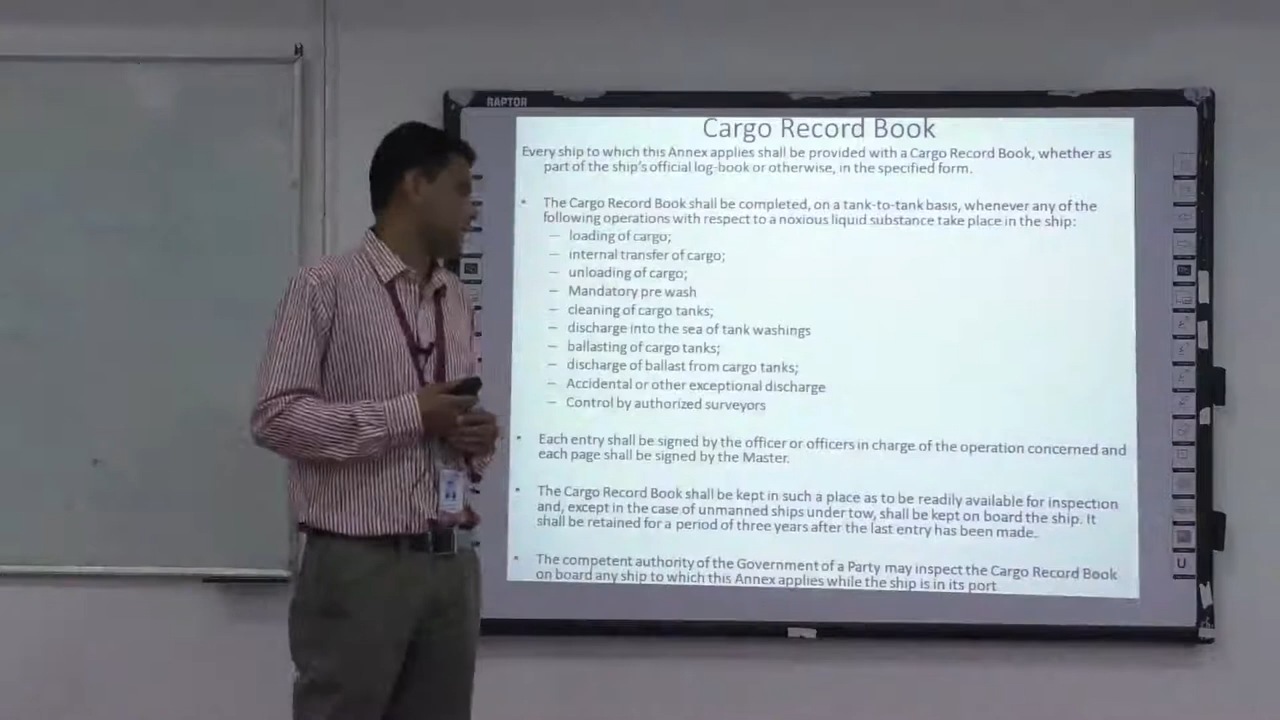 RAPTOR
Cargo Record Book
Every ship to which this Annex applies shall be provided with a Cargo Record Book, whether as
part of the ship's official log-book or otherwise, in the specified form.
• The Cargo Record Book shall be completed, on a tank-to-tank basis, whenever any of the
following operations with respect to a noxious liquid substance take place in the ship:
– loading of cargo;
– internal transfer of cargo;
– unloading of cargo;
– Mandatory pre wash
– cleaning of cargo tanks;
– discharge into the sea of tank washings
– ballasting of cargo tanks;
– discharge of ballast from cargo tanks;
– Accidental or other exceptional discharge
– Control by authorized surveyors
• Each entry shall be signed by the officer or officers in charge of the operation concerned and
each page shall be signed by the Master.
• The Cargo Record Book shall be kept in such a place as to be readily available for inspection
and, except in the case of unmanned ships under tow, shall be kept on board the ship. It
shall be retained for a period of three years after the last entry has been made.
• The competent authority of the Government of a Party may inspect the Cargo Record Book
on board any ship to which this Annex applies while the ship is in its port
U